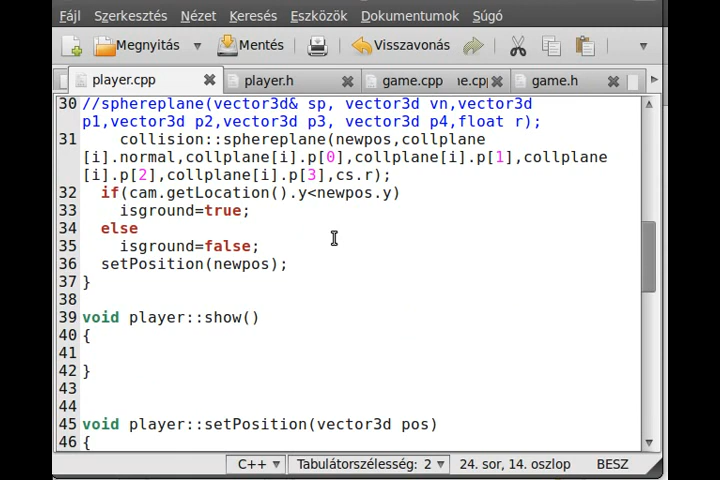 Fájl Szerkesztés Nézet Keresés Eszközök Dokumentumok Súgó
Megnyitás Mentés Visszavonás
player.cpp player.h game.cpp game.h
30 //sphereplane(vector3d& sp, vector3d vn,vector3d
p1,vector3d p2,vector3d p3, vector3d p4,float r);
31 collision::sphereplane(newpos,collplane
[i].normal,collplane[i].p[0],collplane[i].p[1],collplane
[i].p[2],collplane[i].p[3],cs.r);
32 if(cam.getLocation().y<newpos.y)
33 isground=true;
34 else
35 isground=false;
36 setPosition(newpos);
37 }
38
39 void player::show()
40 {
41
42 }
43
44
45 void player::setPosition(vector3d pos)
46 {
C++ Tabulátorszélesség: 2 24. sor, 14. oszlop BESZ